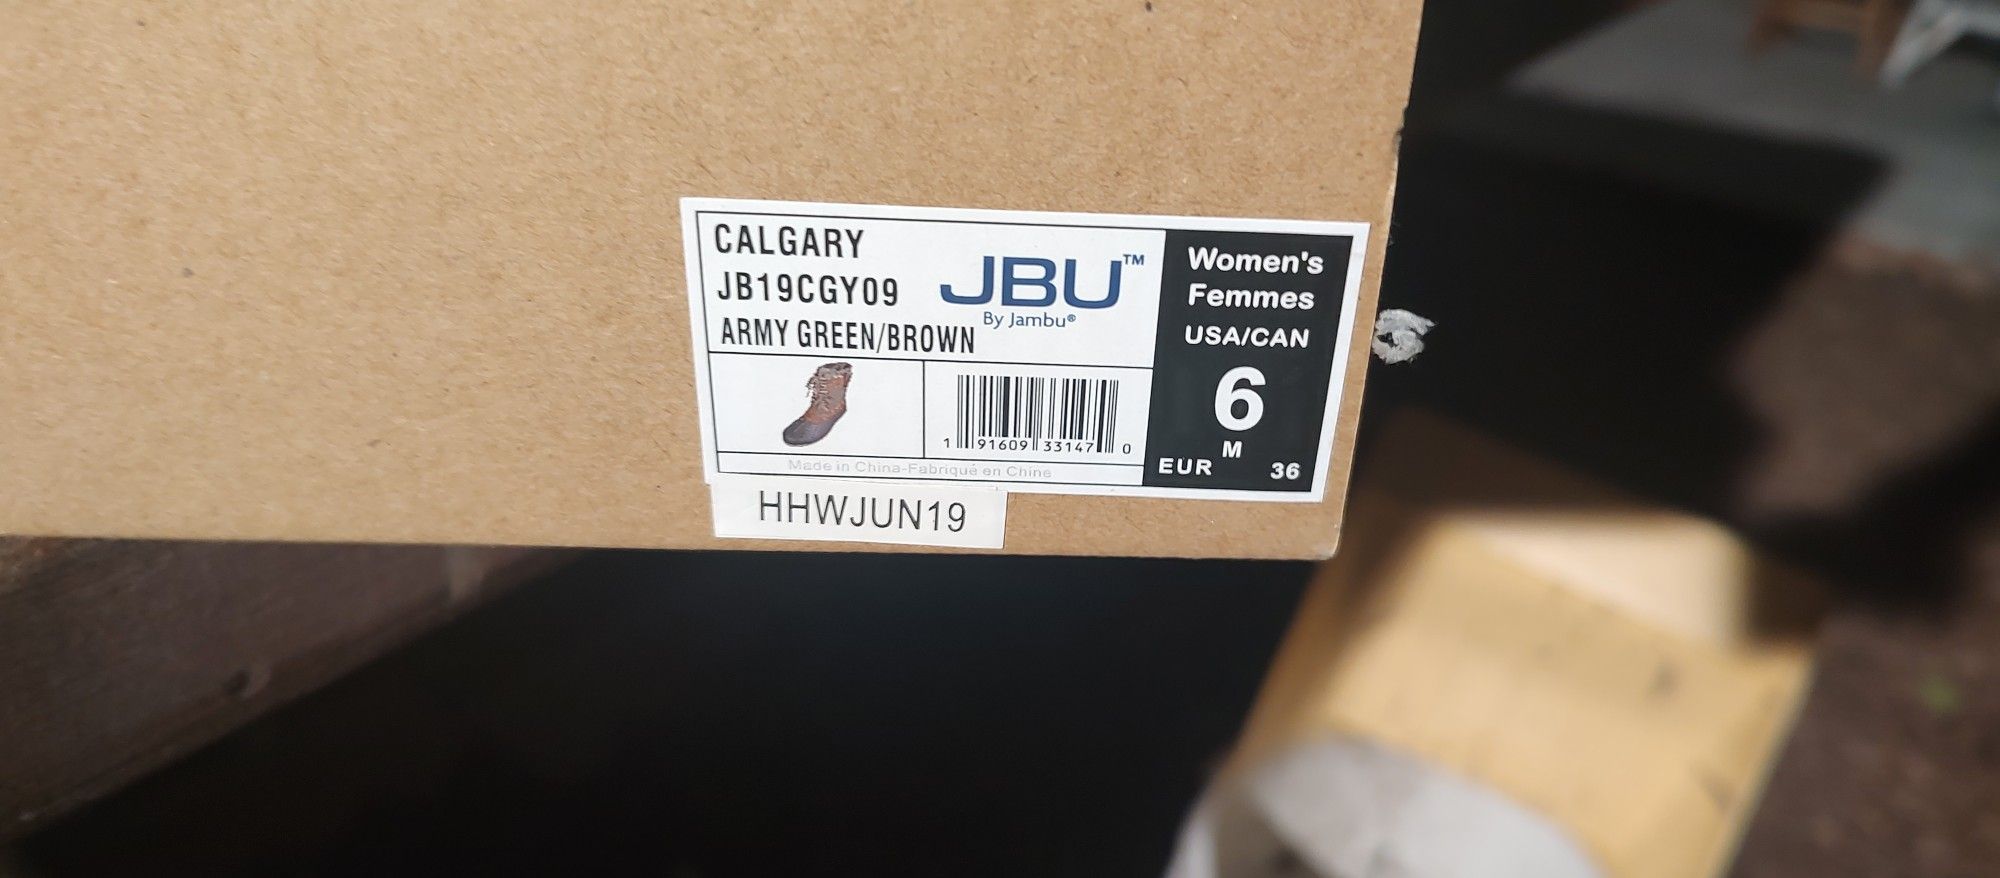 CALGARY
JB19CGY09
ARMY GREEN/BROWN
JBU™
By Jambu®
1 91609 33147 0
Made in China-Fabriqué en Chine
Women's
Femmes
USA/CAN
6
M
EUR 36
HHWJUN19